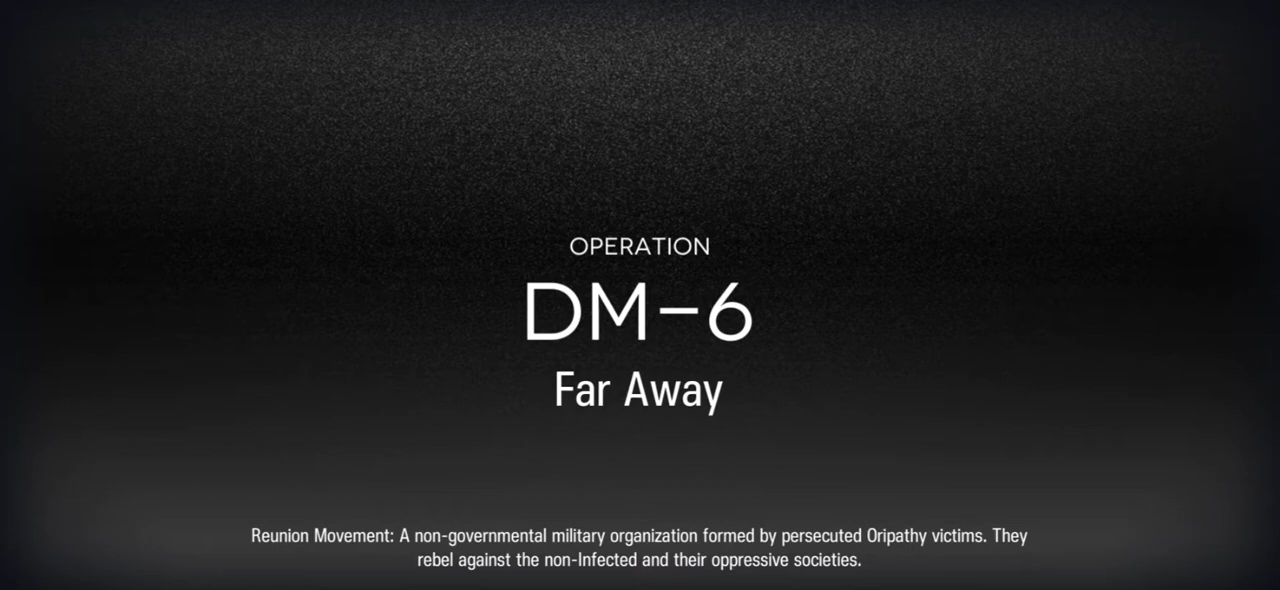 OPERATION
DM-6
Far Away
Reunion Movement: A non-governmental military organization formed by persecuted Oripathy victims. They
rebel against the non-Infected and their oppressive societies.